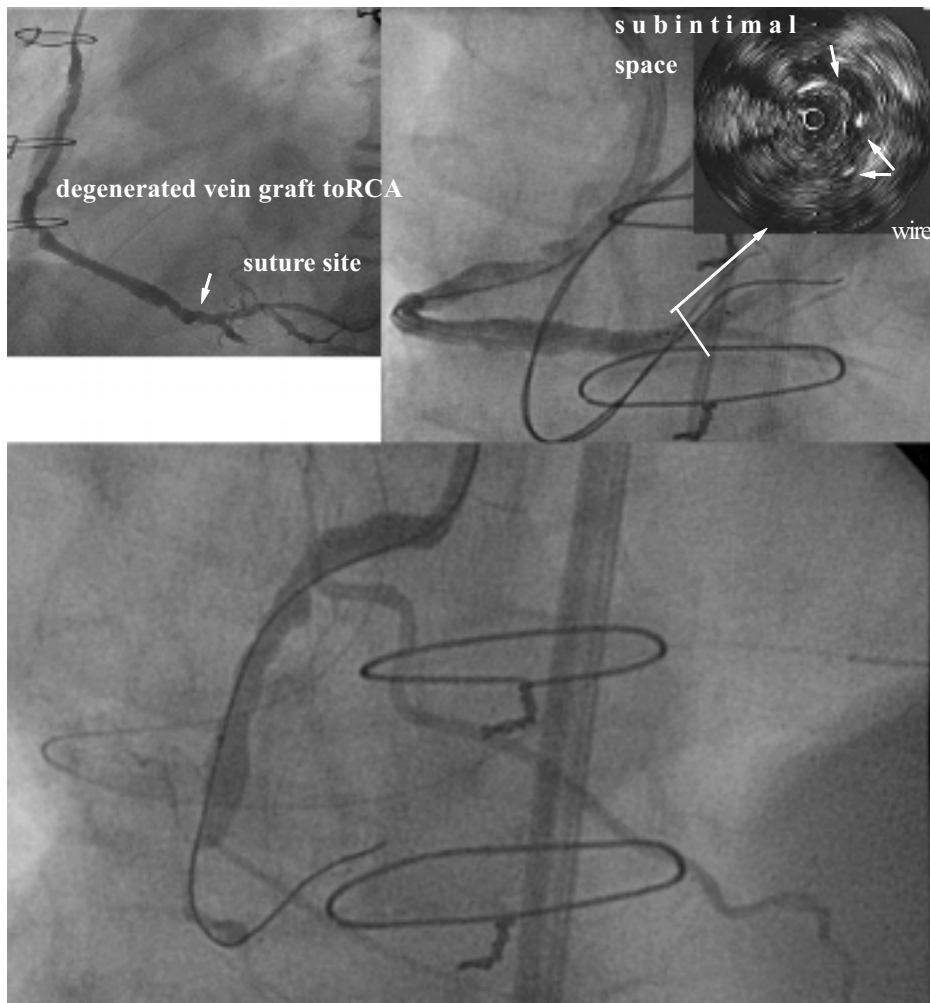 degenerated vein graft toRCA
suture site
s u b i n t i m a l
space
wire